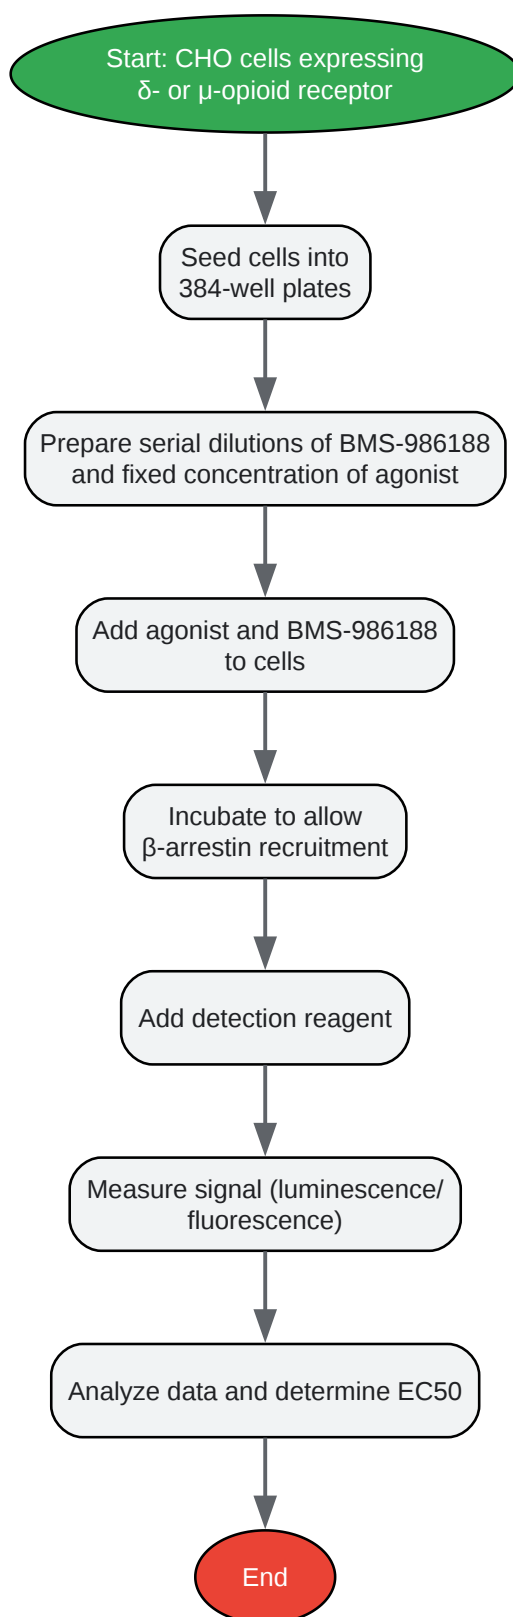 Start: CHO cells expressing
δ- or μ-opioid receptor
Seed cells into
384-well plates
Prepare serial dilutions of BMS-986188
and fixed concentration of agonist
Add agonist and BMS-986188
to cells
Incubate to allow
β-arrestin recruitment
Add detection reagent
Measure signal (luminescence/
fluorescence)
Analyze data and determine EC50
End